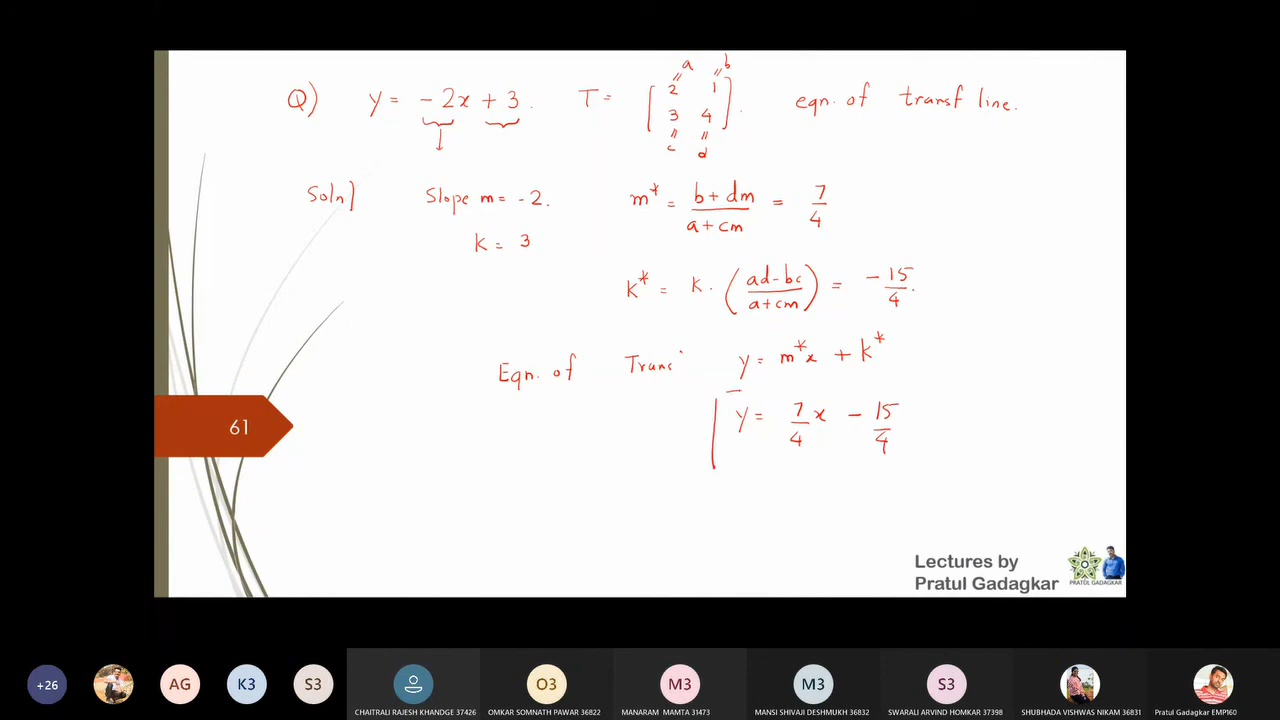 a b
Q) y = -2x + 3. T = [2 1 eqn. of transf line.
3 4]
c d
Soln] Slope m = -2. m* = b + dm / a + cm = 7/4
k = 3
k* = k. (ad - bc / a + cm) = -15/4.
Eqn. of Trans y = m*x + k*
y = 7/4 x - 15/4
61
Lectures by
Pratul Gadagkar
PRATUL GADAGKAR
+26 AG K3 S3 O3 M3 M3 S3
CHAITRALI RAJESH KHANDGE 37426 OMKAR SOMNATH PAWAR 36822 MANARAM MAMTA 31473 MANSI SHIVAJI DESHMUKH 36832 SWARALI ARVIND HOMKAR 37398 SHUBHADA VISHWAS NIKAM 36831 Pratul Gadagkar EMP160